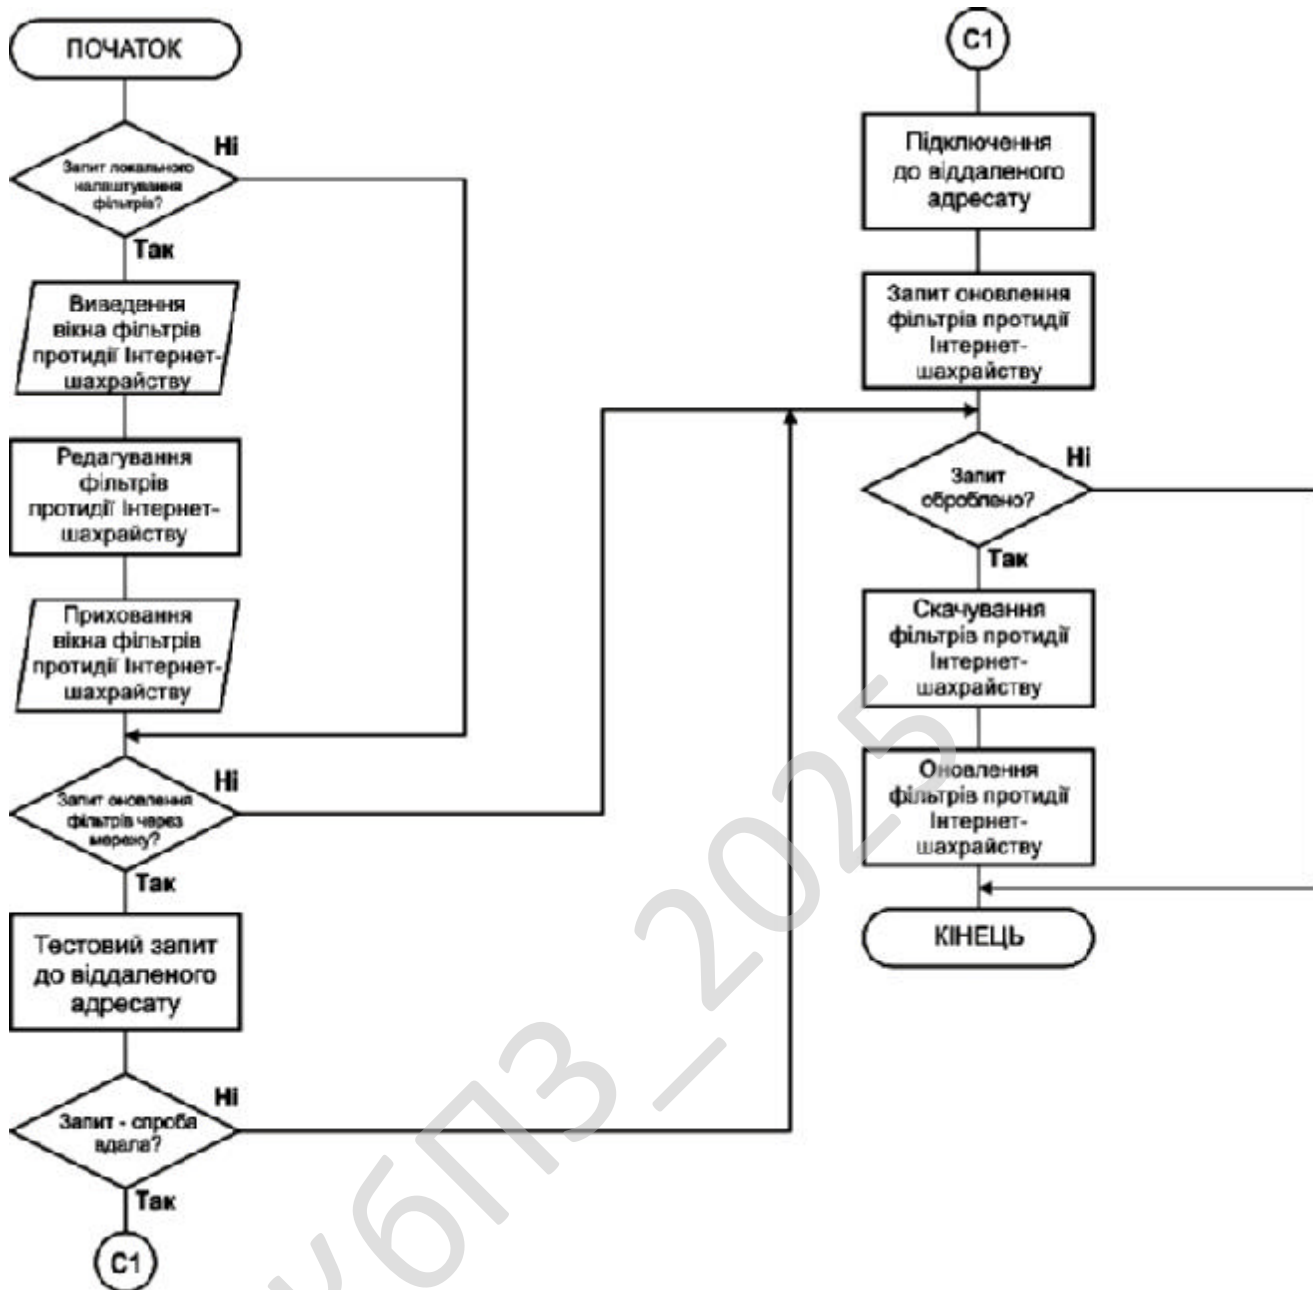 ПОЧАТОК
Ні
Запит локального
налаштування
фільтрів?
Так
Виведення
вікна фільтрів
протидії Інтернет-
шахрайству
Редагування
фільтрів
протидії Інтернет-
шахрайству
Приховання
вікна фільтрів
протидії Інтернет-
шахрайству
Ні
Запит оновлення
фільтрів через
мережу?
Так
Тестовий запит
до віддаленого
адресату
Ні
Запит - спроба
вдала?
Так
С1
С1
Підключення
до віддаленого
адресату
Запит оновлення
фільтрів протидії
Інтернет-
шахрайству
Ні
Запит
оброблено?
Так
Скачування
фільтрів протидії
Інтернет-
шахрайству
Оновлення
фільтрів протидії
Інтернет-
шахрайству
КІНЕЦЬ
КбПЗ_2025